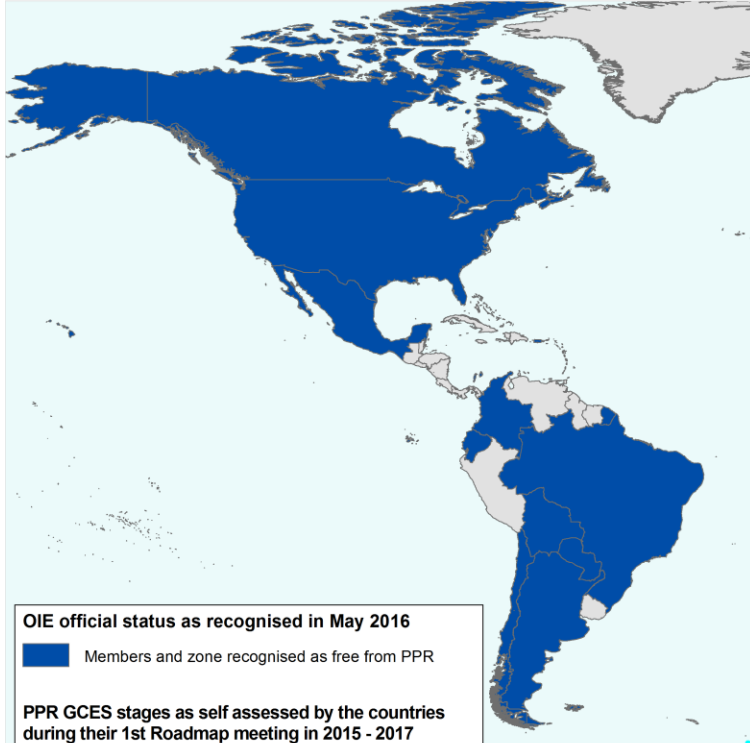 OIE official status as recognised in May 2016
Members and zone recognised as free from PPR
PPR GCES stages as self assessed by the countries
during their 1st Roadmap meeting in 2015 - 2017